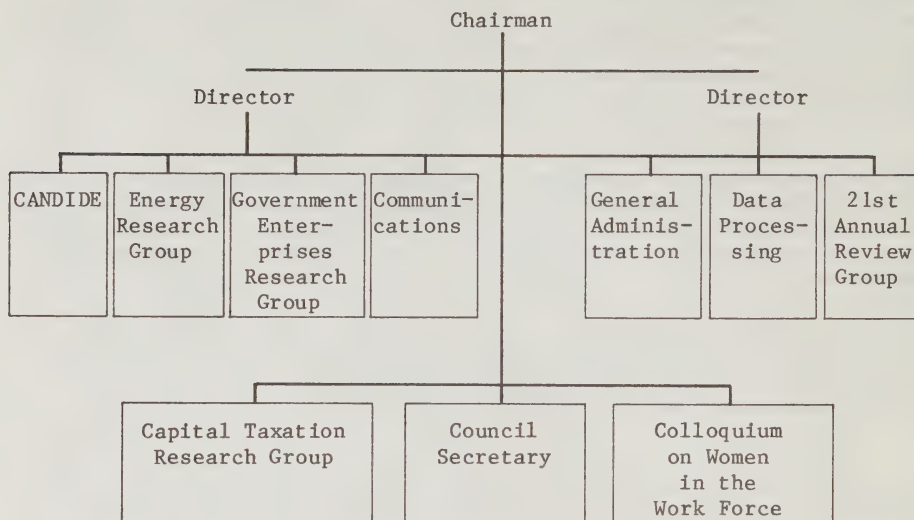 Chairman
Director
Director
CANDIDE
Energy
Research
Group
Government
Enter-
prises
Research
Group
Communi-
cations
General
Adminis-
tration
Data
Proces-
sing
21st
Annual
Review
Group
Capital Taxation
Research Group
Council
Secretary
Colloquium
on Women
in the
Work Force